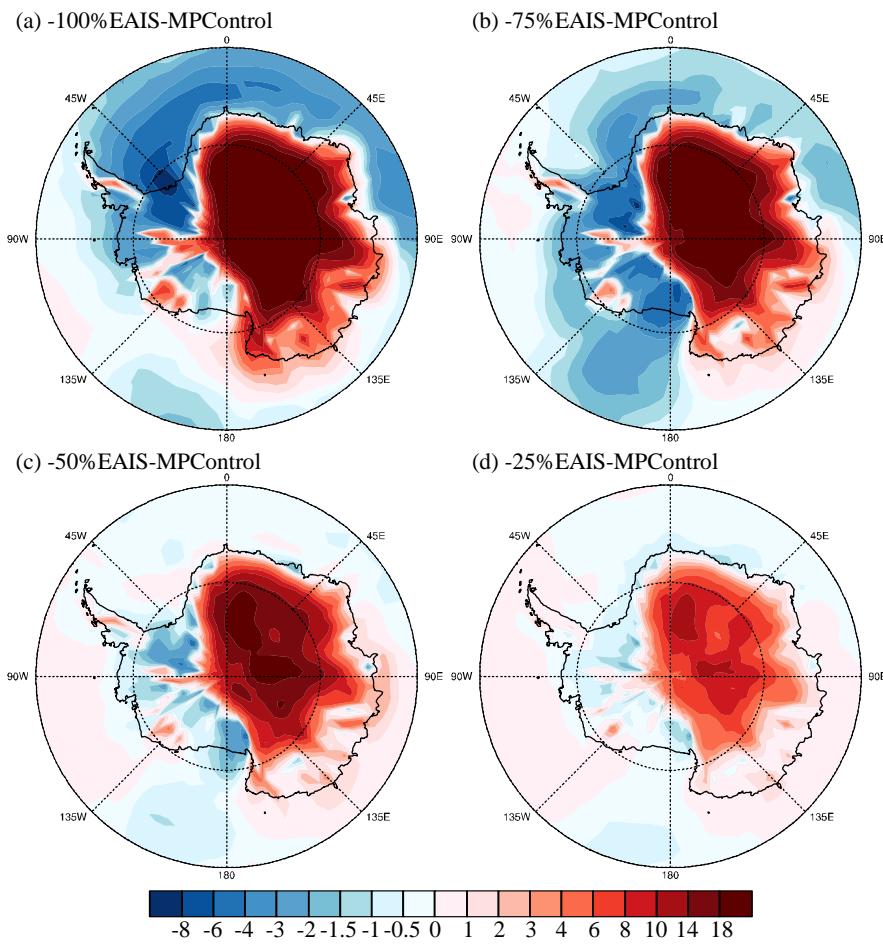 (a) -100%EAIS-MPControl
(b) -75%EAIS-MPControl
0
0
45W
45E
45W
45E
90W
90E
90W
90E
135W
135E
135W
135E
180
180
(c) -50%EAIS-MPControl
(d) -25%EAIS-MPControl
0
0
45W
45E
45W
45E
90W
90E
90W
90E
135W
135E
135W
135E
180
180
-8 -6 -4 -3 -2 -1.5 -1 -0.5 0 1 2 3 4 6 8 10 14 18